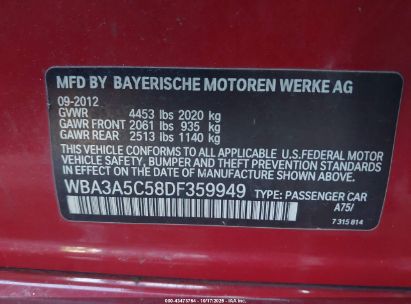 MFD BY BAYERISCHE MOTOREN WERKE AG
09-2012
GVWR 4453 lbs 2020 kg
GAWR FRONT 2061 lbs 935 kg
GAWR REAR 2513 lbs 1140 kg
THIS VEHICLE CONFORMS TO ALL APPLICABLE U.S.FEDERAL MOTOR
VEHICLE SAFETY, BUMPER AND THEFT PREVENTION STANDARDS
IN EFFECT ON THE DATE OF MANUFACTURE SHOWN ABOVE.
WBA3A5C58DF359949 TYPE: PASSENGER CAR
A75/
7 315 814